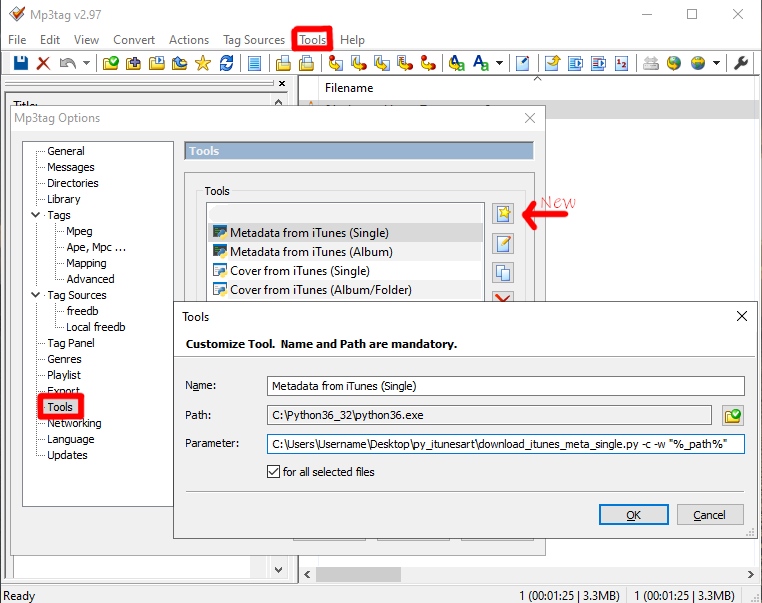 Mp3tag v2.97
File Edit View Convert Actions Tag Sources Tools Help
Filename
Mp3tag Options
General
Messages
Directories
Library
Tags
Mpeg
Ape, Mpc ...
Mapping
Advanced
Tag Sources
freedb
Local freedb
Tag Panel
Genres
Playlist
Export
Tools
Networking
Language
Updates
Tools
Tools
New
Metadata from iTunes (Single)
Metadata from iTunes (Album)
Cover from iTunes (Single)
Cover from iTunes (Album/Folder)
Tools
Customize Tool. Name and Path are mandatory.
Name: Metadata from iTunes (Single)
Path: C:\Python36_32\python36.exe
Parameter: C:\Users\Username\Desktop\py_itunesart\download_itunes_meta_single.py -c -w "%_path%"
for all selected files
OK Cancel
Ready 1 (00:01:25 | 3.3MB) 1 (00:01:25 | 3.3MB)